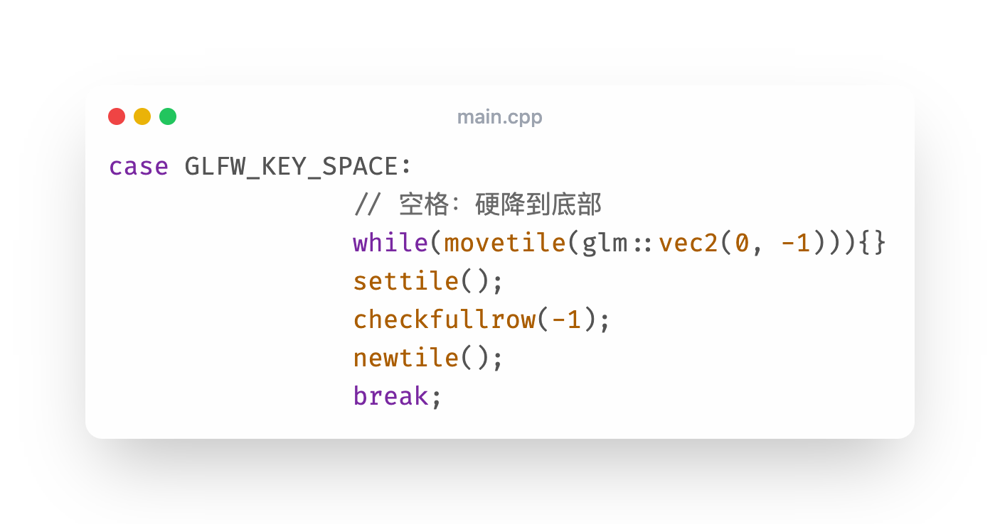 main.cpp
case GLFW_KEY_SPACE:
// 空格：硬降到底部
while(movetile(glm::vec2(0, -1))){}
settile();
checkfullrow(-1);
newtile();
break;